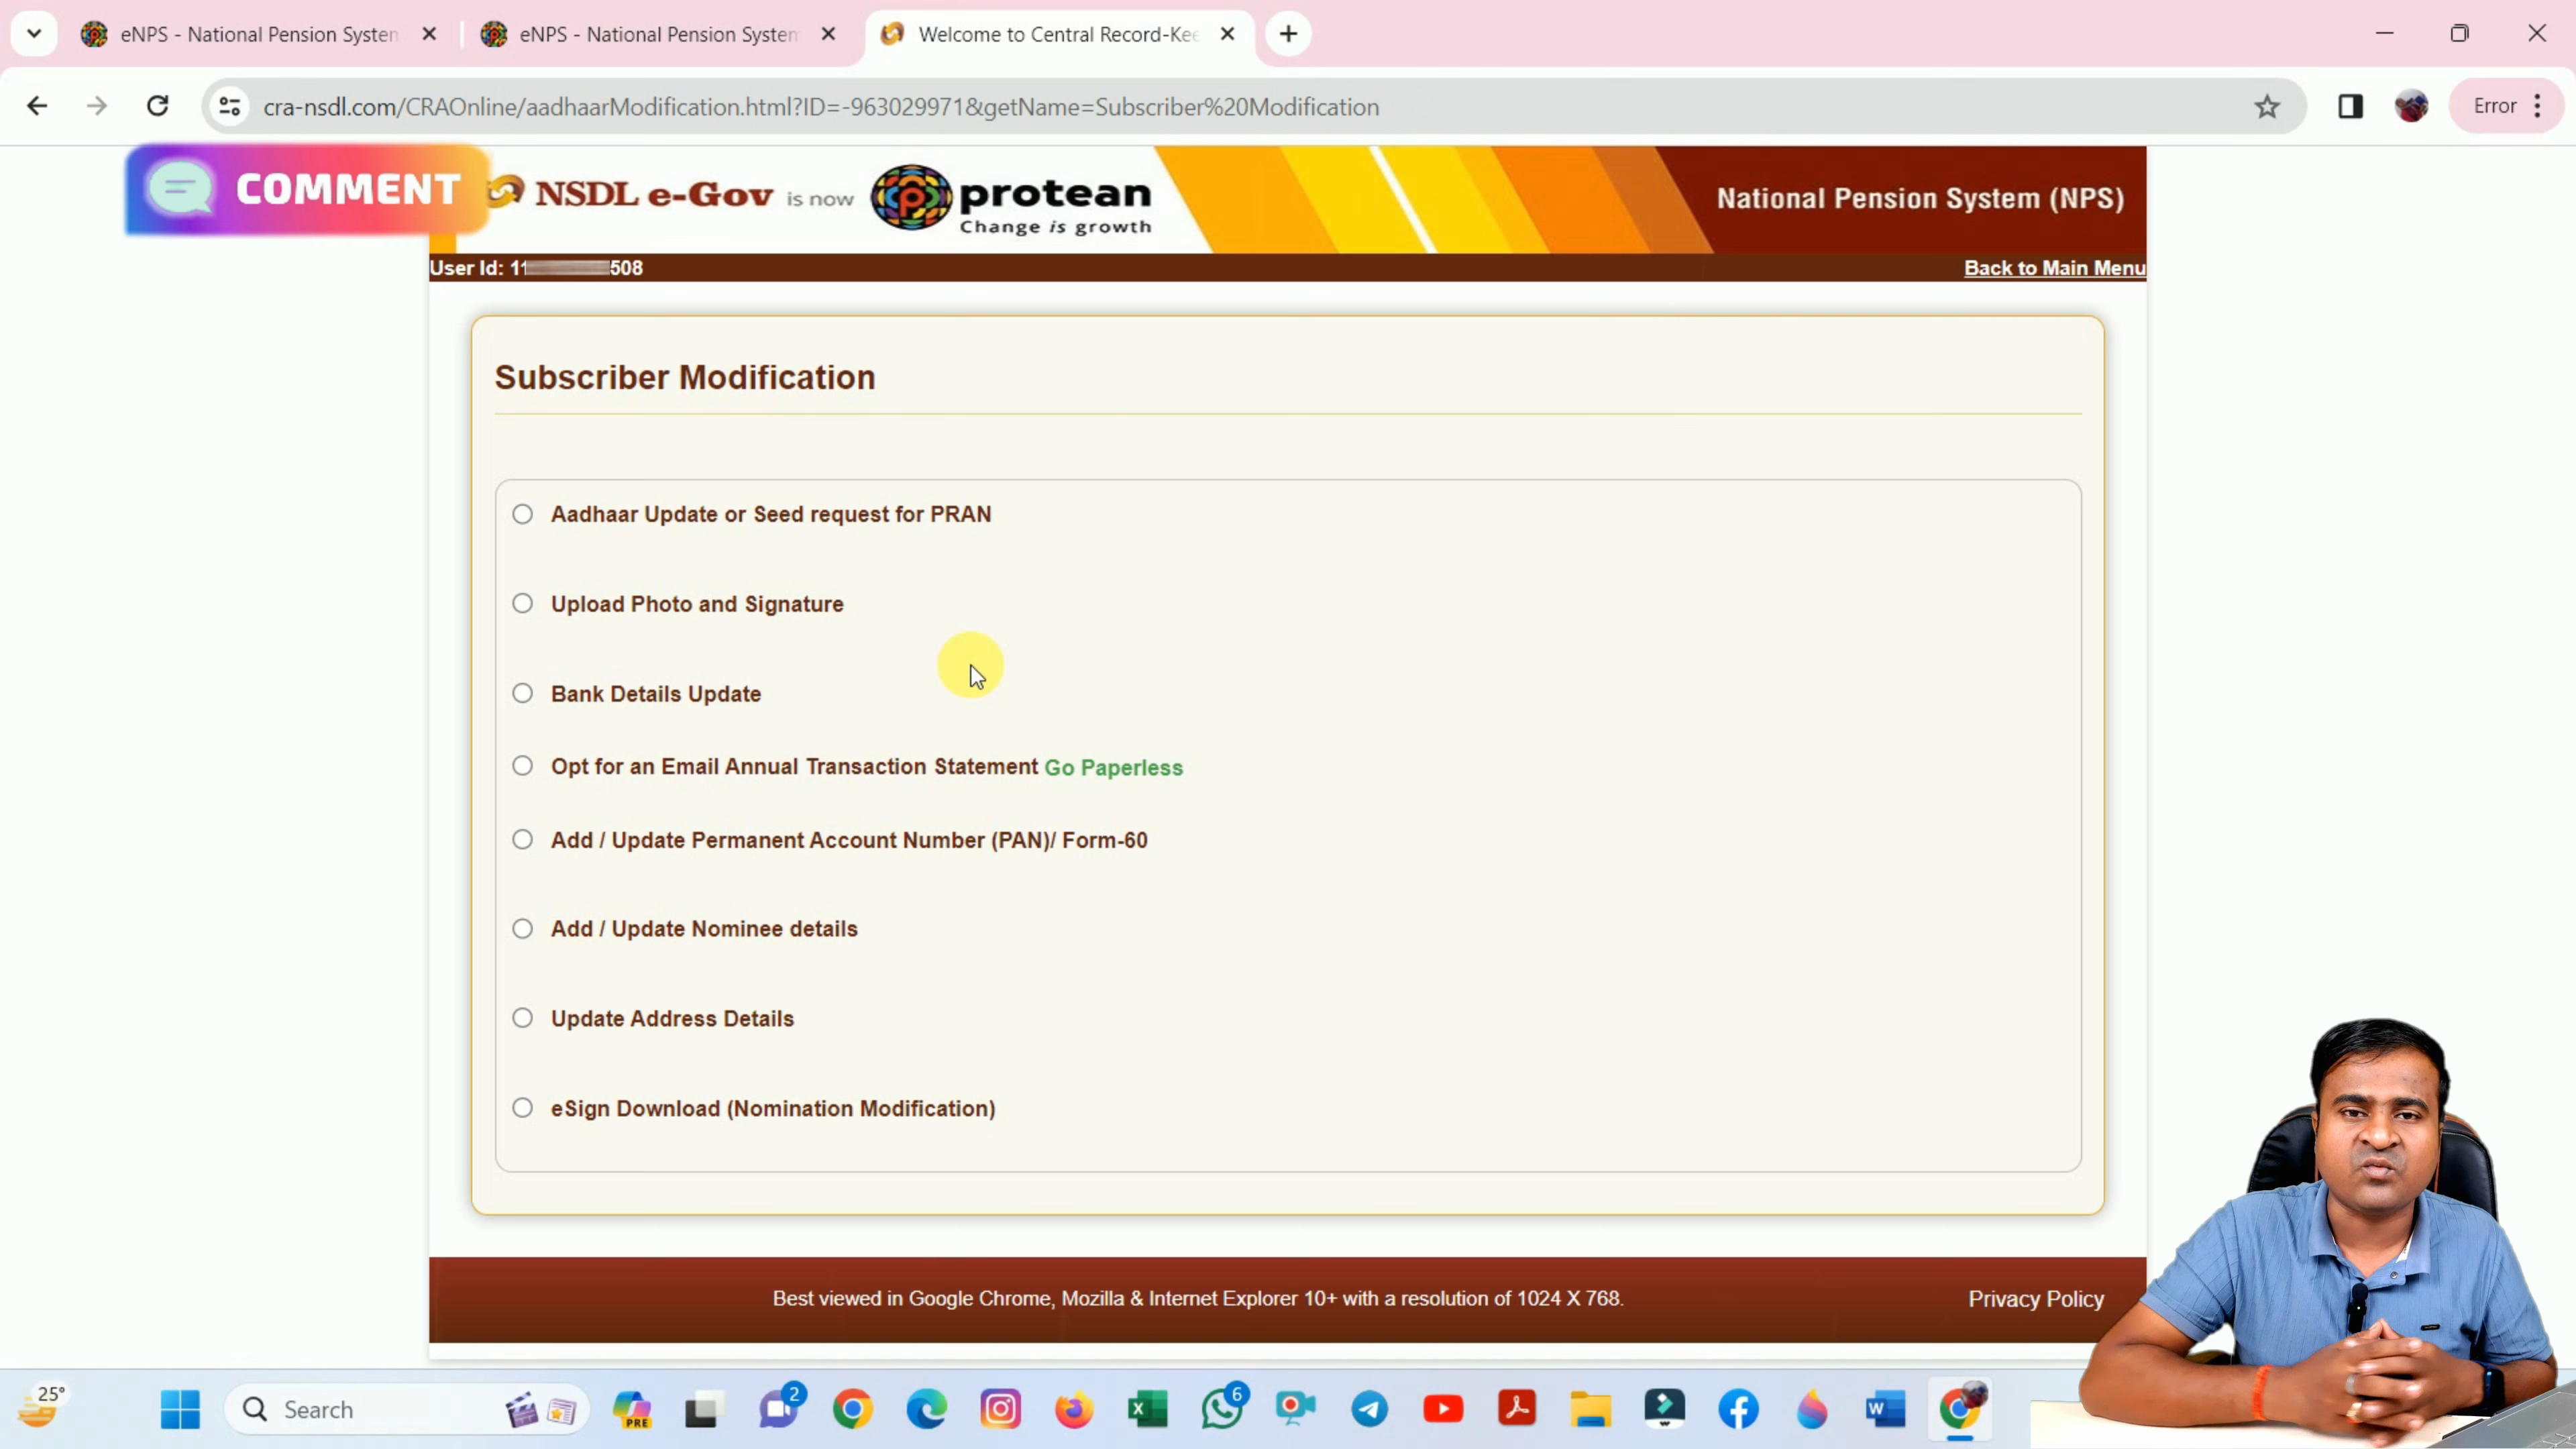 eNPS - National Pension System
eNPS - National Pension System
Welcome to Central Record-Kee
cra-nsdl.com/CRAOnline/aadhaarModification.html?ID=-963029971&getName=Subscriber%20Modification
Error
COMMENT
NSDL e-Gov is now protean
Change is growth
National Pension System (NPS)
User Id: 11 508
Back to Main Menu
Subscriber Modification
Aadhaar Update or Seed request for PRAN
Upload Photo and Signature
Bank Details Update
Opt for an Email Annual Transaction Statement Go Paperless
Add / Update Permanent Account Number (PAN)/ Form-60
Add / Update Nominee details
Update Address Details
eSign Download (Nomination Modification)
Best viewed in Google Chrome, Mozilla & Internet Explorer 10+ with a resolution of 1024 X 768.
Privacy Policy
25°
Search
PRE
2
6